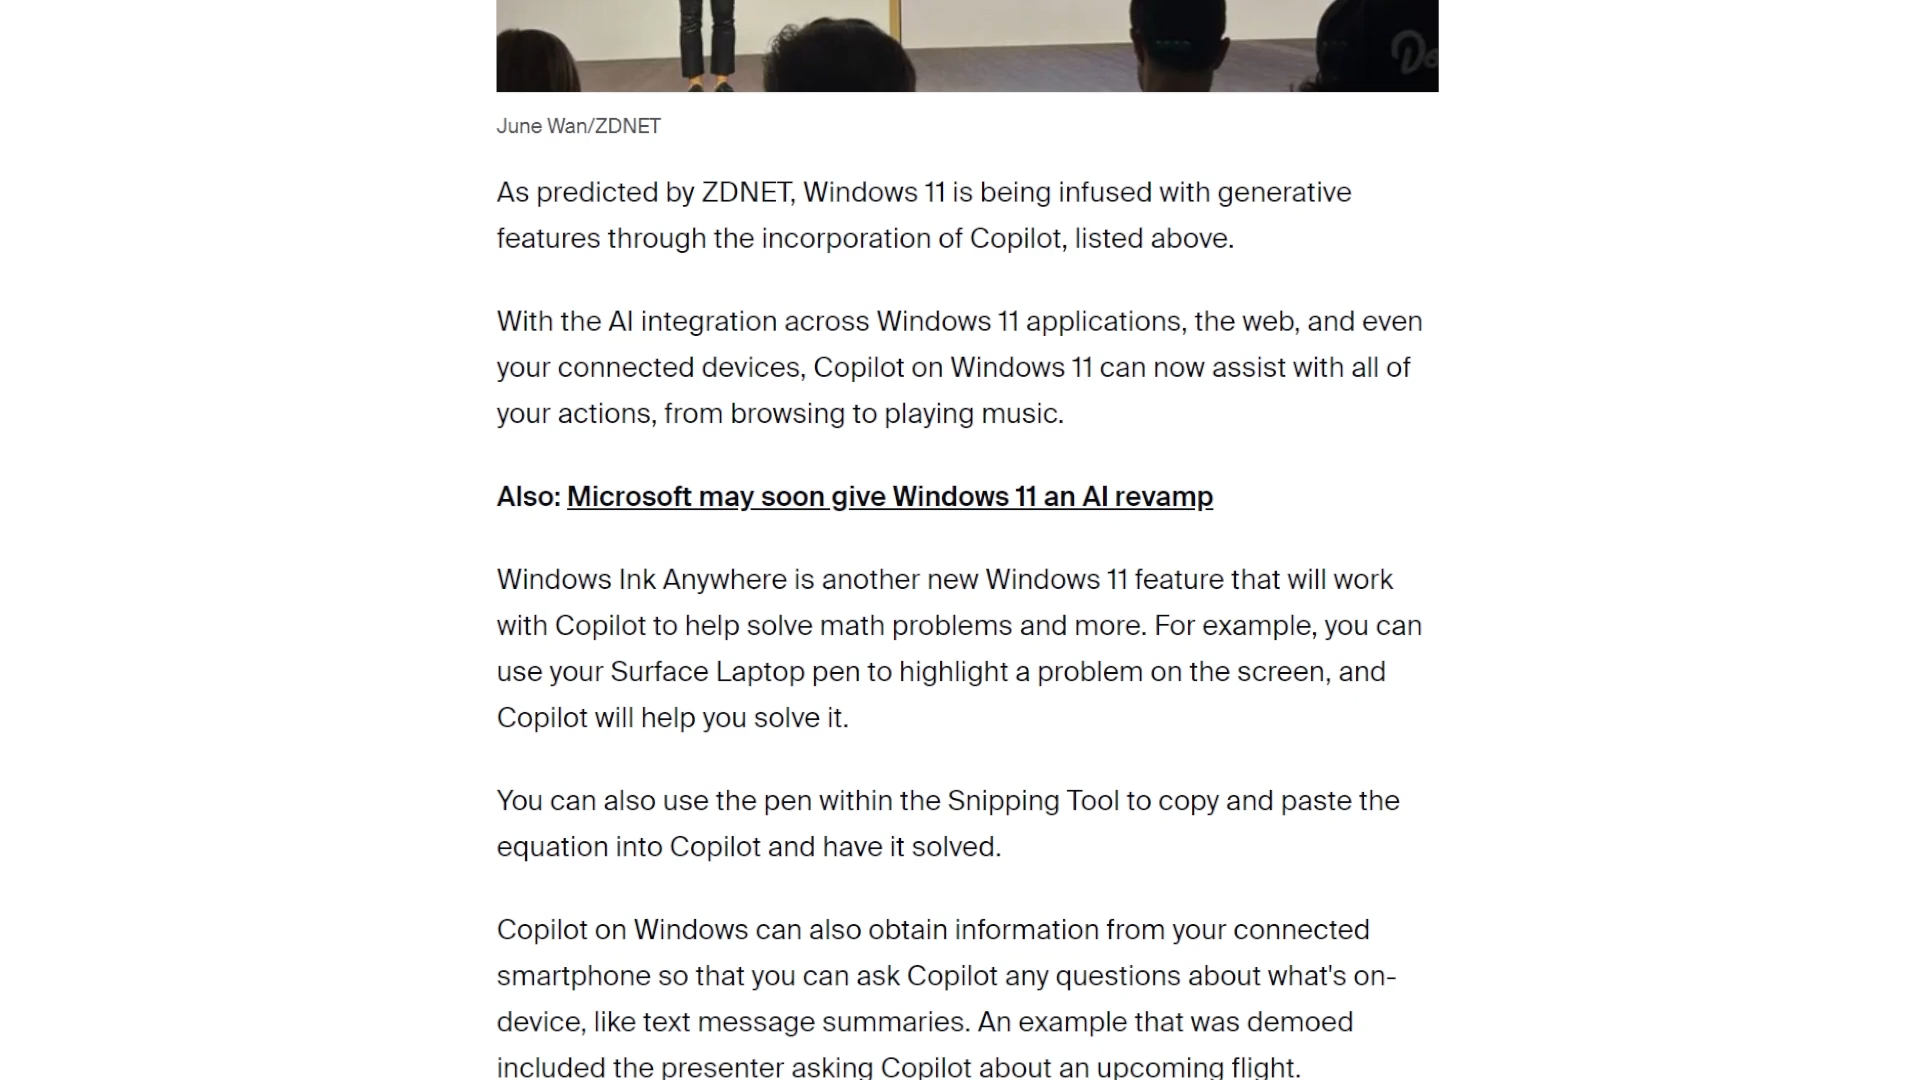 June Wan/ZDNET
As predicted by ZDNET, Windows 11 is being infused with generative
features through the incorporation of Copilot, listed above.
With the AI integration across Windows 11 applications, the web, and even
your connected devices, Copilot on Windows 11 can now assist with all of
your actions, from browsing to playing music.
Also: Microsoft may soon give Windows 11 an AI revamp
Windows Ink Anywhere is another new Windows 11 feature that will work
with Copilot to help solve math problems and more. For example, you can
use your Surface Laptop pen to highlight a problem on the screen, and
Copilot will help you solve it.
You can also use the pen within the Snipping Tool to copy and paste the
equation into Copilot and have it solved.
Copilot on Windows can also obtain information from your connected
smartphone so that you can ask Copilot any questions about what's on-
device, like text message summaries. An example that was demoed
included the presenter asking Copilot about an upcoming flight.